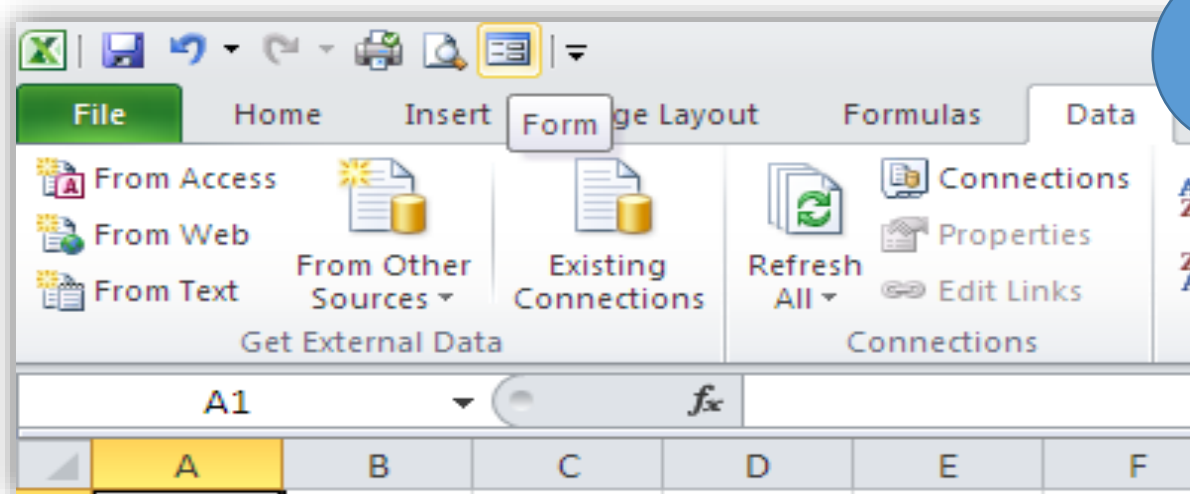 File Home Insert Form ge Layout Formulas Data
From Access
From Web
From Text
From Other
Sources
Existing
Connections
Get External Data
Refresh
All
Connections
Properties
Edit Links
Connections
A1 fx
A B C D E F